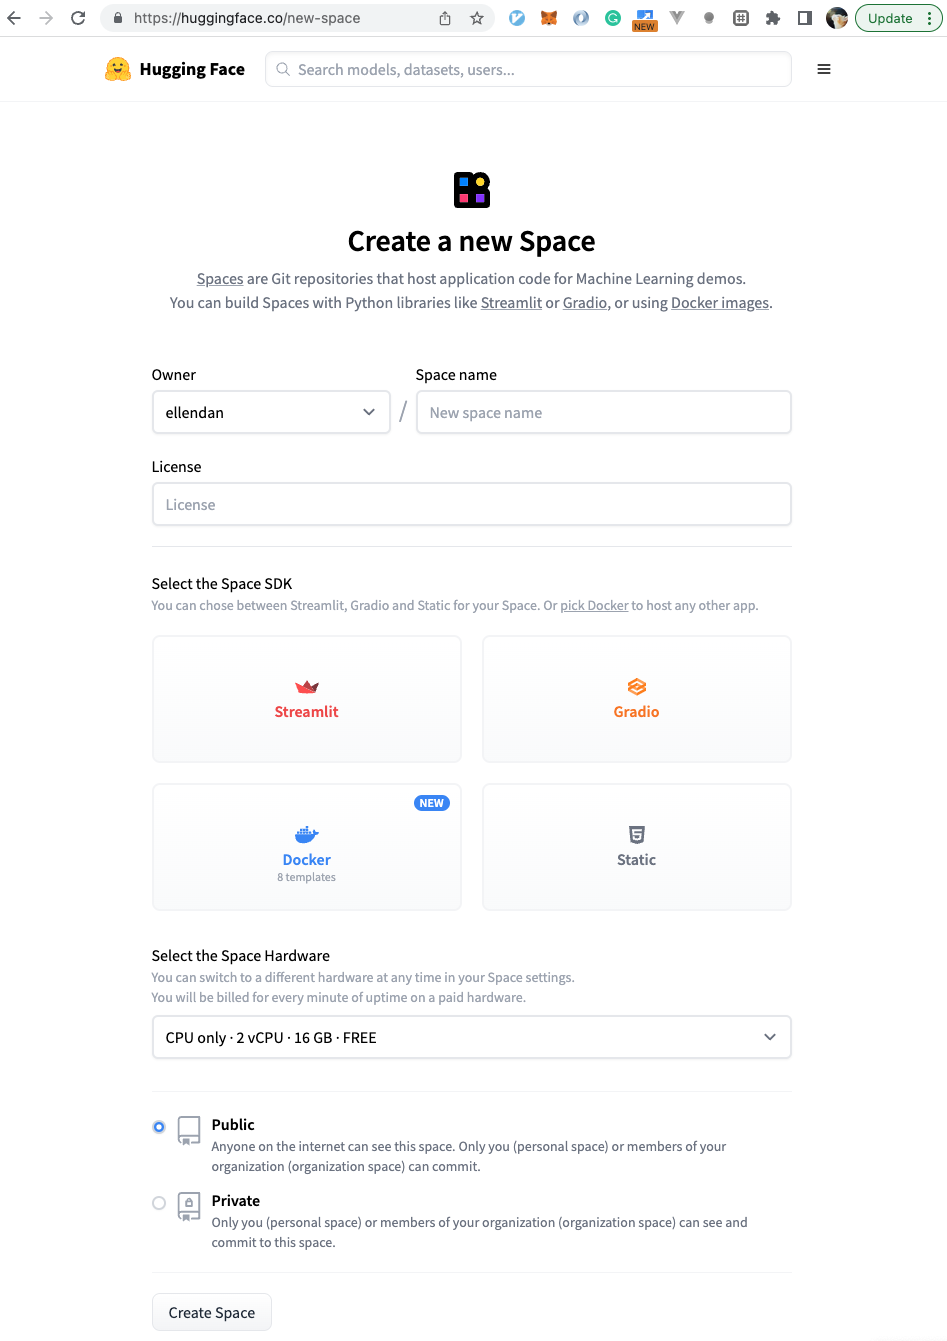 https://huggingface.co/new-space
NEW
Update
Hugging Face
Search models, datasets, users...
Create a new Space
Spaces are Git repositories that host application code for Machine Learning demos.
You can build Spaces with Python libraries like Streamlit or Gradio, or using Docker images.
Owner
Space name
ellendan
/
New space name
License
License
Select the Space SDK
You can chose between Streamlit, Gradio and Static for your Space. Or pick Docker to host any other app.
Streamlit
Gradio
NEW
Docker
8 templates
Static
Select the Space Hardware
You can switch to a different hardware at any time in your Space settings.
You will be billed for every minute of uptime on a paid hardware.
CPU only · 2 vCPU · 16 GB · FREE
Public
Anyone on the internet can see this space. Only you (personal space) or members of your
organization (organization space) can commit.
Private
Only you (personal space) or members of your organization (organization space) can see and
commit to this space.
Create Space